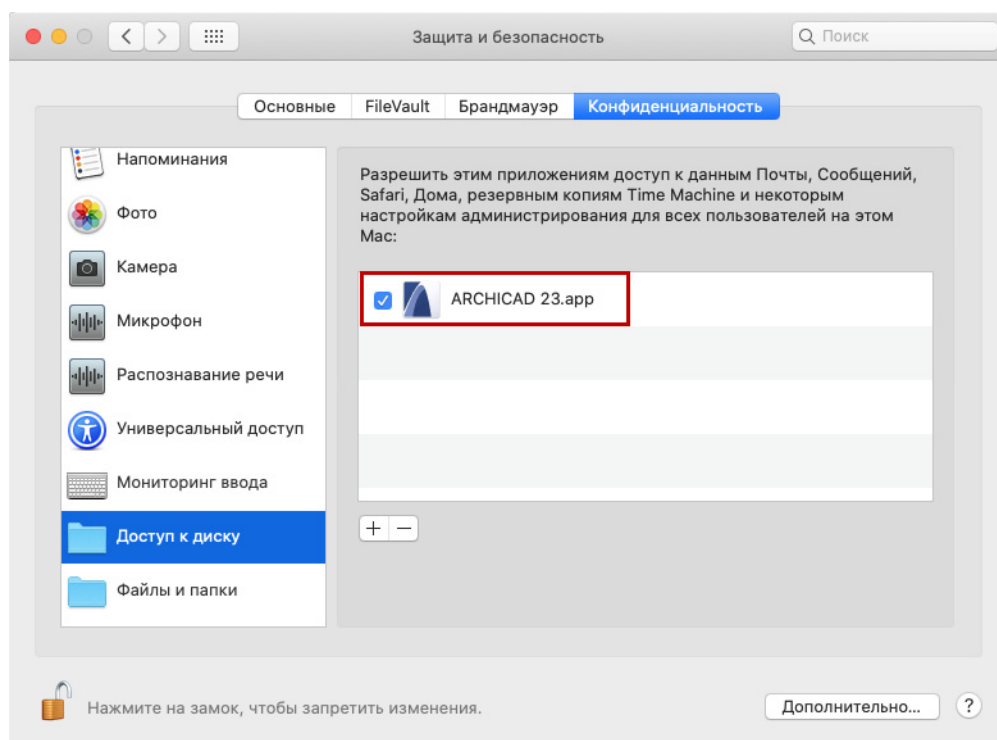 Защита и безопасность
Поиск
Основные
FileVault
Брандмауэр
Конфиденциальность
Напоминания
Фото
Камера
Микрофон
Распознавание речи
Универсальный доступ
Мониторинг ввода
Доступ к диску
Файлы и папки
Разрешить этим приложениям доступ к данным Почты, Сообщений,
Safari, Дома, резервным копиям Time Machine и некоторым
настройкам администрирования для всех пользователей на этом
Mac:
ARCHICAD 23.app
+ −
Нажмите на замок, чтобы запретить изменения.
Дополнительно...
?